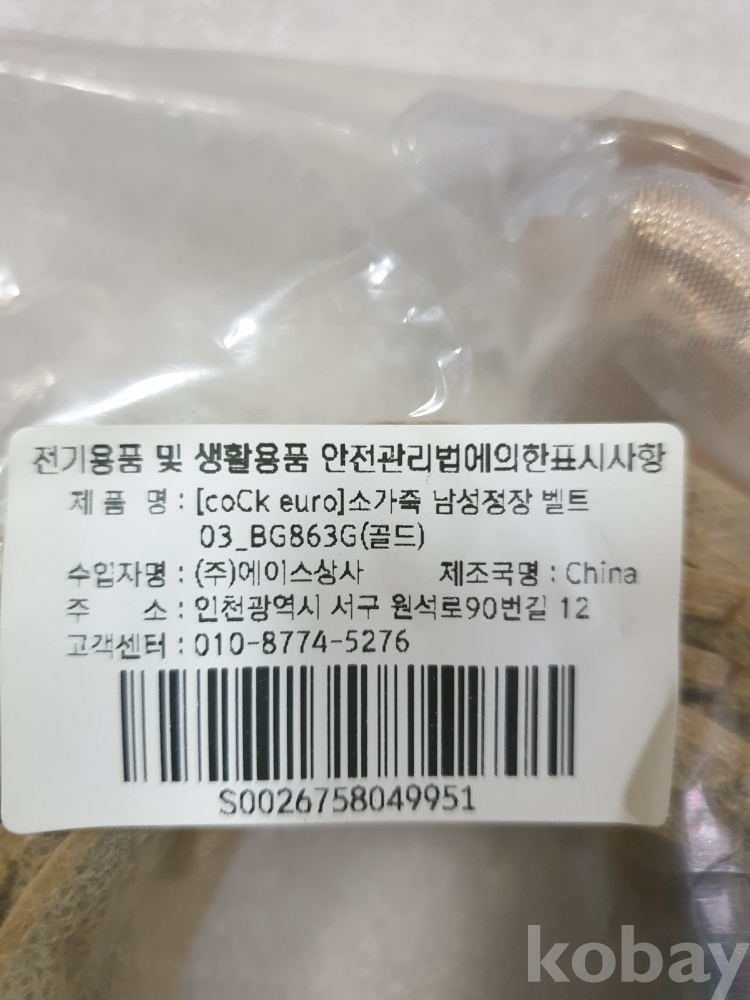 전기용품 및 생활용품 안전관리법에의한표시사항
제 품 명 : [coCk euro]소가죽 남성정장 벨트
03_BG863G(골드)
수입자명 : (주)에이스상사 제조국명 : China
주 소 : 인천광역시 서구 원석로90번길 12
고객센터 : 010-8774-5276
S0026758049951
kobay